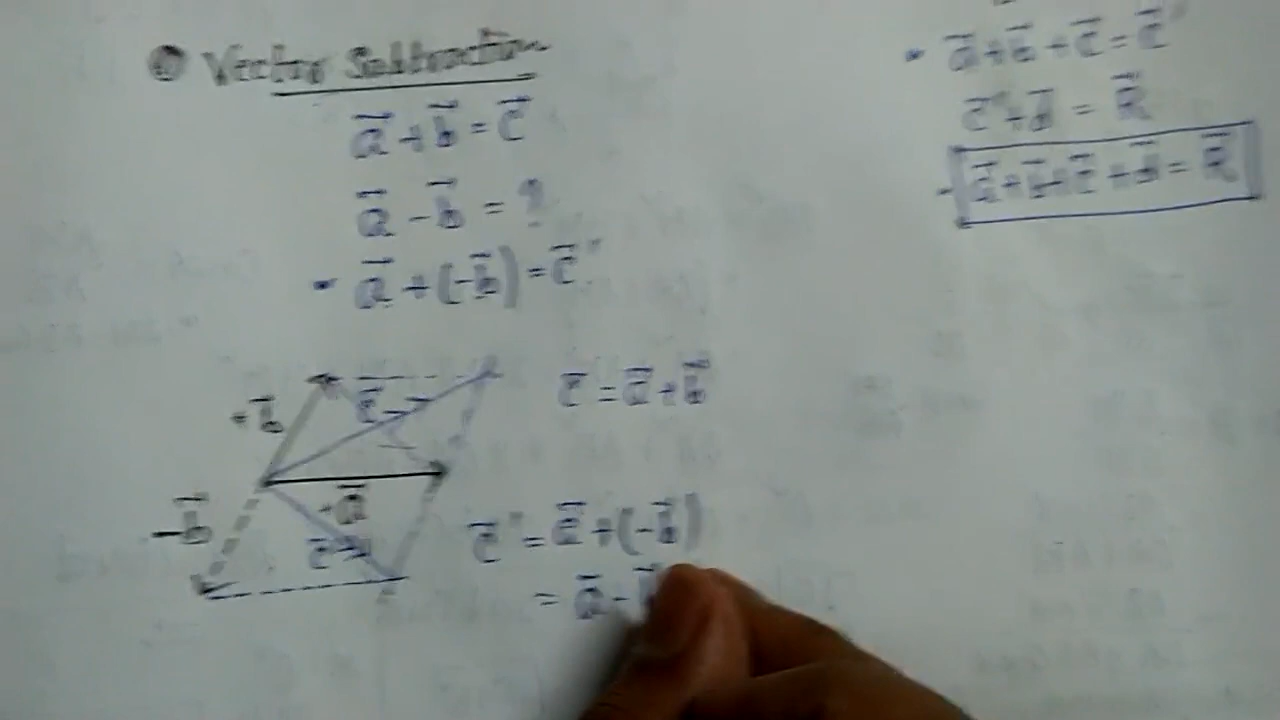 Vector Subtraction
a⃗ + b⃗ = c⃗
a⃗ - b⃗ = ?
- a⃗ + (-b⃗) = c⃗'
a⃗ + b⃗ + c⃗ = c⃗'
c⃗' + d⃗ = R⃗
a⃗ + b⃗ + c⃗ + d⃗ = R⃗
+b⃗
c⃗
c⃗ = a⃗ + b⃗
-b⃗
+a⃗
c⃗'
c⃗' = a⃗ + (-b⃗)
= a⃗ -